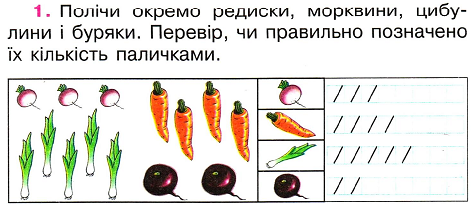 1. Полічи окремо редиски, морквини, цибу-
лини і буряки. Перевір, чи правильно позначено
їх кількість паличками.